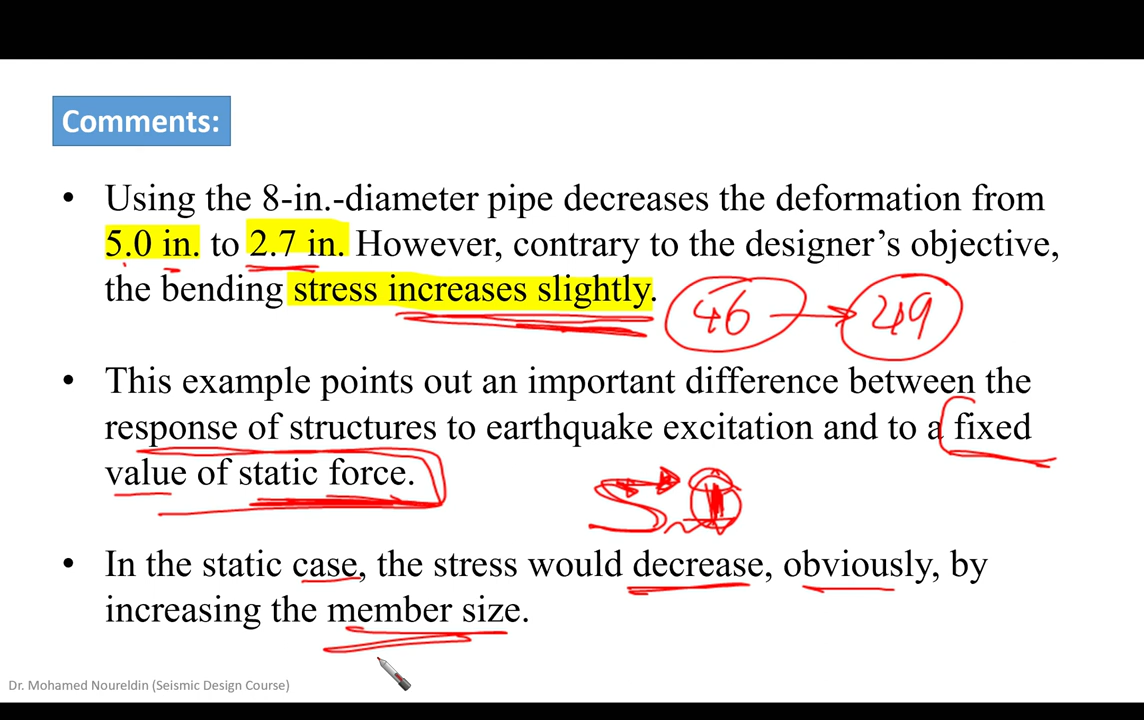 Comments:
• Using the 8-in.-diameter pipe decreases the deformation from
5.0 in. to 2.7 in. However, contrary to the designer’s objective,
the bending stress increases slightly.
46 → 49
• This example points out an important difference between the
response of structures to earthquake excitation and to a fixed
value of static force.
• In the static case, the stress would decrease, obviously, by
increasing the member size.
Dr. Mohamed Noureldin (Seismic Design Course)